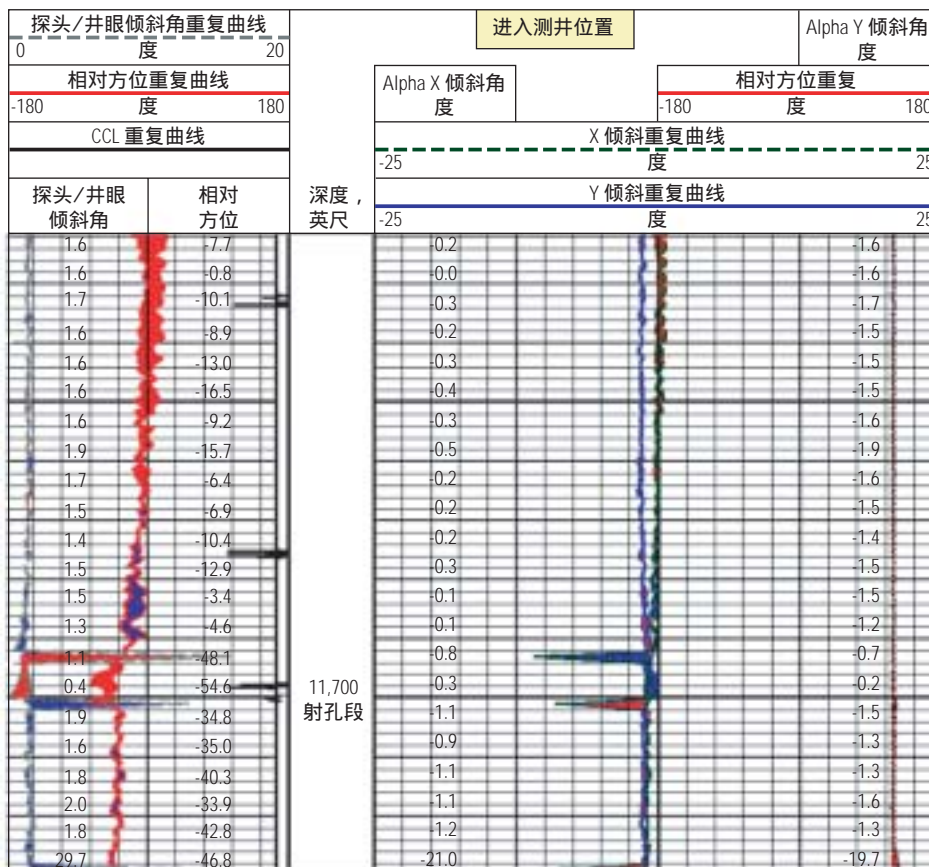 探头/井眼倾斜角重复曲线
0 度 20
相对方位重复曲线
-180 度 180
CCL 重复曲线
探头/井眼
倾斜角
相对
方位
深度，
英尺
进入测井位置
Alpha Y 倾斜角
度
Alpha X 倾斜角
度
相对方位重复
-180 度 180
X 倾斜重复曲线
-25 度 25
Y 倾斜重复曲线
-25 度 25
1.6 -7.7 -0.2 -1.6
1.6 -0.8 -0.0 -1.6
1.7 -10.1 -0.3 -1.7
1.6 -8.9 -0.2 -1.5
1.6 -13.0 -0.3 -1.5
1.6 -16.5 -0.4 -1.5
1.6 -9.2 -0.3 -1.6
1.9 -15.7 -0.5 -1.9
1.7 -6.4 -0.2 -1.6
1.5 -6.9 -0.2 -1.5
1.4 -10.4 -0.2 -1.4
1.5 -12.9 -0.3 -1.5
1.5 -3.4 -0.1 -1.5
1.3 -4.6 -0.1 -1.2
1.1 -48.1 -0.8 -0.7
0.4 -54.6 11,700 -0.3 -0.2
射孔段
1.9 -34.8 -1.1 -1.5
1.6 -35.0 -0.9 -1.3
1.8 -40.3 -1.1 -1.3
2.0 -33.9 -1.1 -1.6
1.8 -42.8 -1.2 -1.3
29.7 -46.8 -21.0 -19.7